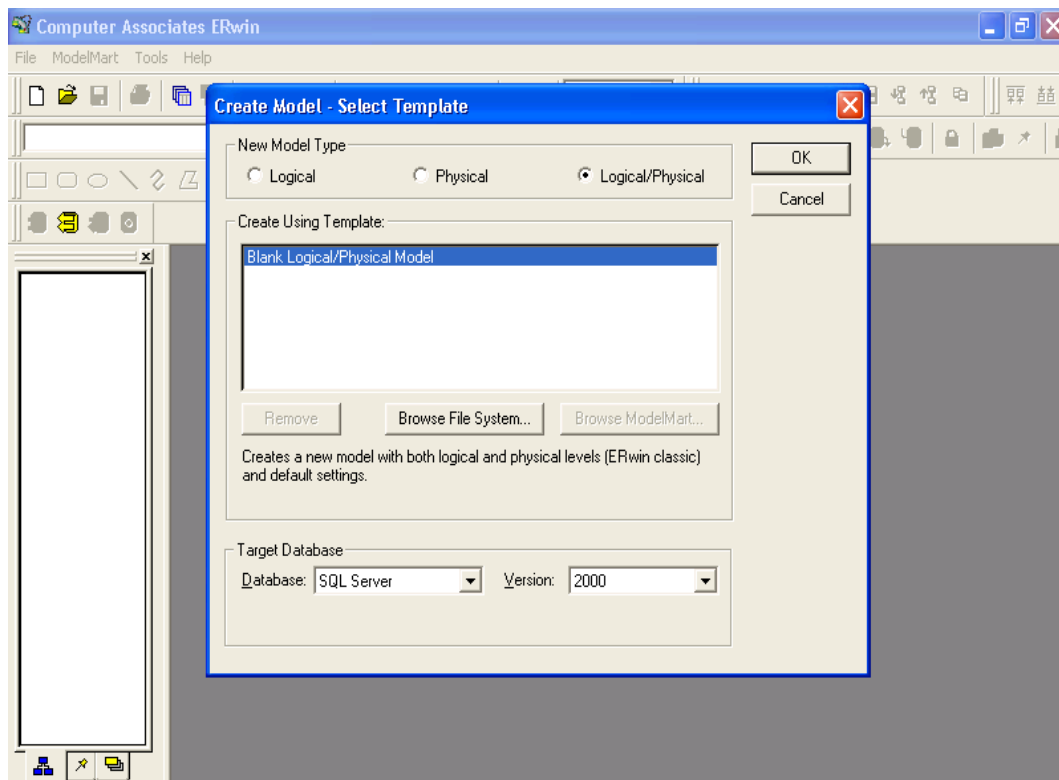 Computer Associates ERwin
File ModelMart Tools Help
Create Model - Select Template
New Model Type
Logical Physical Logical/Physical
OK
Cancel
Create Using Template:
Blank Logical/Physical Model
Remove Browse File System... Browse ModelMart...
Creates a new model with both logical and physical levels (ERwin classic)
and default settings.
Target Database
Database: SQL Server Version: 2000